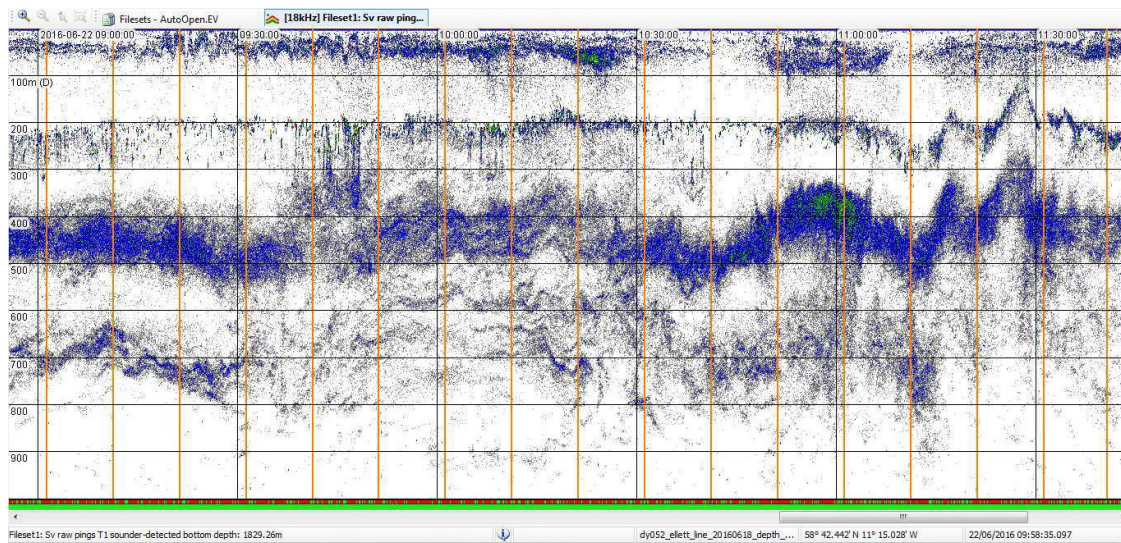 Filesets - AutoOpen.EV [18kHz] Fileset1: Sv raw ping...
2016-06-22 09:00:00 09:30:00 10:00:00 10:30:00 11:00:00 11:30:00
100m (D)
200
300
400
500
600
700
800
900
Fileset1: Sv raw pings T1 sounder-detected bottom depth: 1829.26m dy052_ellett_line_20160618_depth_... 58° 42.442' N 11° 15.028' W 22/06/2016 09:58:35.097